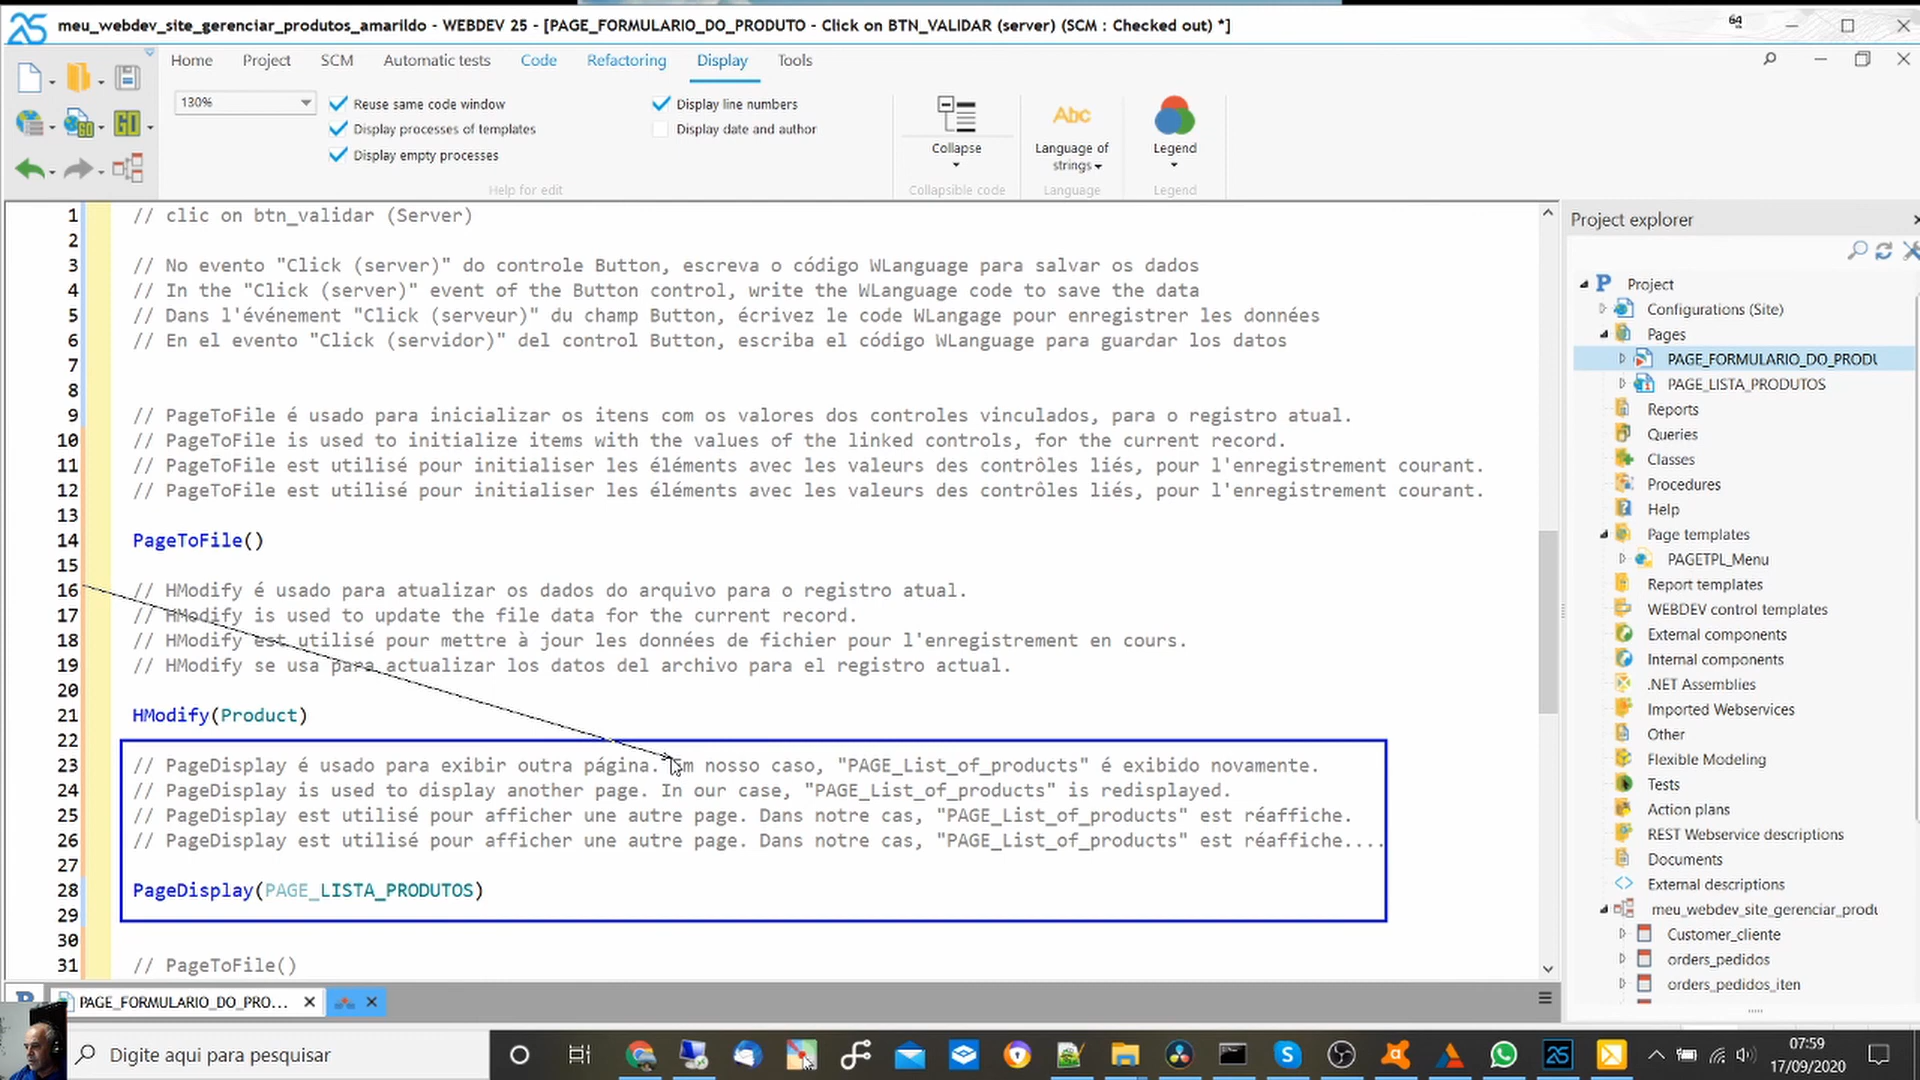 meu_webdev_site_gerenciar_produtos_amarildo - WEBDEV 25 - [PAGE_FORMULARIO_DO_PRODUTO - Click on BTN_VALIDAR (server) (SCM : Checked out) *]
64
Home Project SCM Automatic tests Code Refactoring Display Tools
130%
Reuse same code window
Display processes of templates
Display empty processes
Display line numbers
Display date and author
Help for edit
Collapse
Collapsible code
Abc
Language of strings
Language
Legend
Legend
GO
GO
1 // clic on btn_validar (Server)
2
3 // No evento "Click (server)" do controle Button, escreva o código WLanguage para salvar os dados
4 // In the "Click (server)" event of the Button control, write the WLanguage code to save the data
5 // Dans l'événement "Click (serveur)" du champ Button, écrivez le code WLangage pour enregistrer les données
6 // En el evento "Click (servidor)" del control Button, escriba el código WLanguage para guardar los datos
7
8
9 // PageToFile é usado para inicializar os itens com os valores dos controles vinculados, para o registro atual.
10 // PageToFile is used to initialize items with the values of the linked controls, for the current record.
11 // PageToFile est utilisé pour initialiser les éléments avec les valeurs des contrôles liés, pour l'enregistrement courant.
12 // PageToFile est utilisé pour initialiser les éléments avec les valeurs des contrôles liés, pour l'enregistrement courant.
13
14 PageToFile()
15
16 // HModify é usado para atualizar os dados do arquivo para o registro atual.
17 // HModify is used to update the file data for the current record.
18 // HModify est utilisé pour mettre à jour les données de fichier pour l'enregistrement en cours.
19 // HModify se usa para actualizar los datos del archivo para el registro actual.
20
21 HModify(Product)
22
23 // PageDisplay é usado para exibir outra página. Em nosso caso, "PAGE_List_of_products" é exibido novamente.
24 // PageDisplay is used to display another page. In our case, "PAGE_List_of_products" is redisplayed.
25 // PageDisplay est utilisé pour afficher une autre page. Dans notre cas, "PAGE_List_of_products" est réaffiche.
26 // PageDisplay est utilisé pour afficher une autre page. Dans notre cas, "PAGE_List_of_products" est réaffiche....
27
28 PageDisplay(PAGE_LISTA_PRODUTOS)
29
30
31 // PageToFile()
Project explorer
Project
Configurations (Site)
Pages
PAGE_FORMULARIO_DO_PRODU
PAGE_LISTA_PRODUTOS
Reports
Queries
Classes
Procedures
Help
Page templates
PAGETPL_Menu
Report templates
WEBDEV control templates
External components
Internal components
.NET Assemblies
Imported Webservices
Other
Flexible Modeling
Tests
Action plans
REST Webservice descriptions
Documents
External descriptions
meu_webdev_site_gerenciar_produ
Customer_cliente
orders_pedidos
orders_pedidos_iten
PAGE_FORMULARIO_DO_PRO...
Digite aqui para pesquisar
07:59
17/09/2020